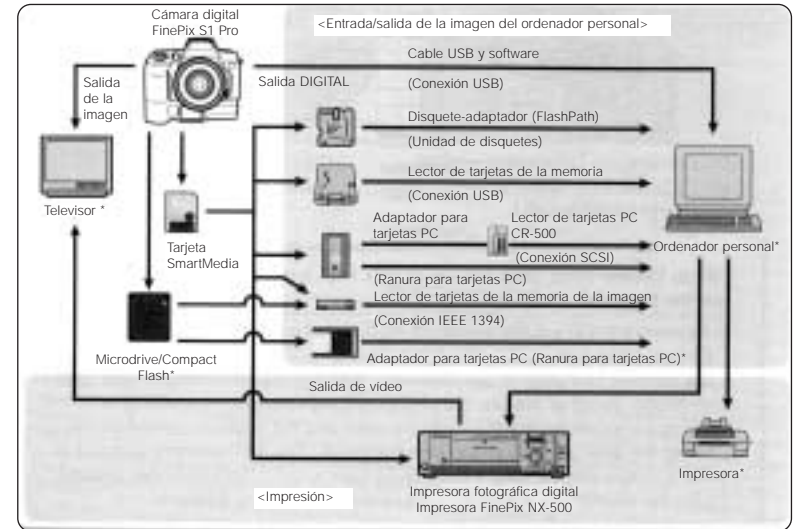 Cámara digital
FinePix S1 Pro
<Entrada/salida de la imagen del ordenador personal>
Cable USB y software
Salida
de la
imagen
Salida DIGITAL
(Conexión USB)
Disquete-adaptador (FlashPath)
(Unidad de disquetes)
Lector de tarjetas de la memoria
(Conexión USB)
Televisor *
Tarjeta
SmartMedia
Adaptador para
tarjetas PC
Lector de tarjetas PC
CR-500
Ordenador personal*
(Conexión SCSI)
(Ranura para tarjetas PC)
Lector de tarjetas de la memoria de la imagen
(Conexión IEEE 1394)
Microdrive/Compact
Flash*
Adaptador para tarjetas PC (Ranura para tarjetas PC)*
Salida de vídeo
Impresora*
<Impresión>
Impresora fotográfica digital
Impresora FinePix NX-500